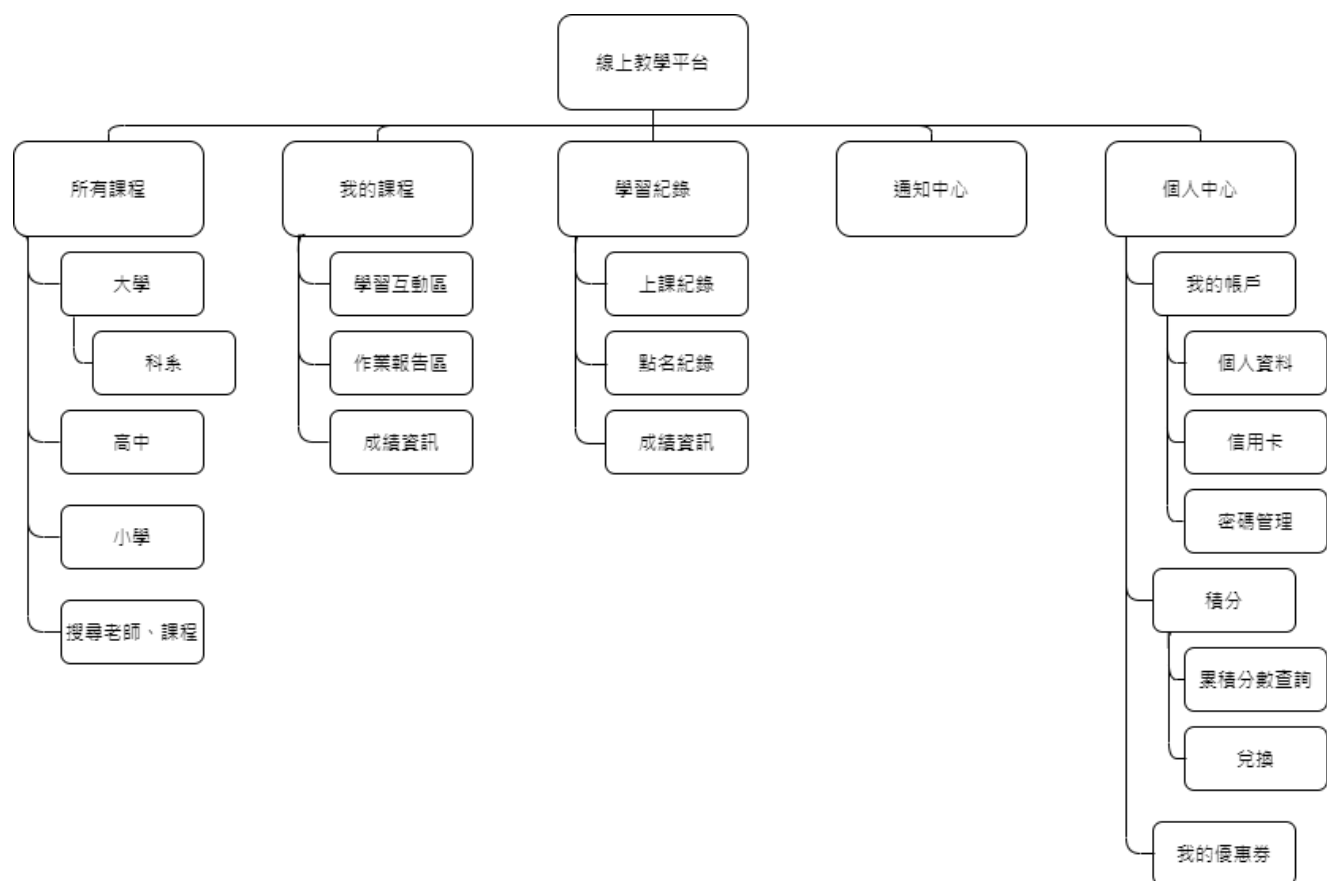 線上教學平台
所有課程
我的課程
學習紀錄
通知中心
個人中心
大學
學習互動區
上課紀錄
我的帳戶
科系
作業報告區
點名紀錄
個人資料
高中
成績資訊
成績資訊
信用卡
小學
密碼管理
搜尋老師、課程
積分
累積分數查詢
兌換
我的優惠券